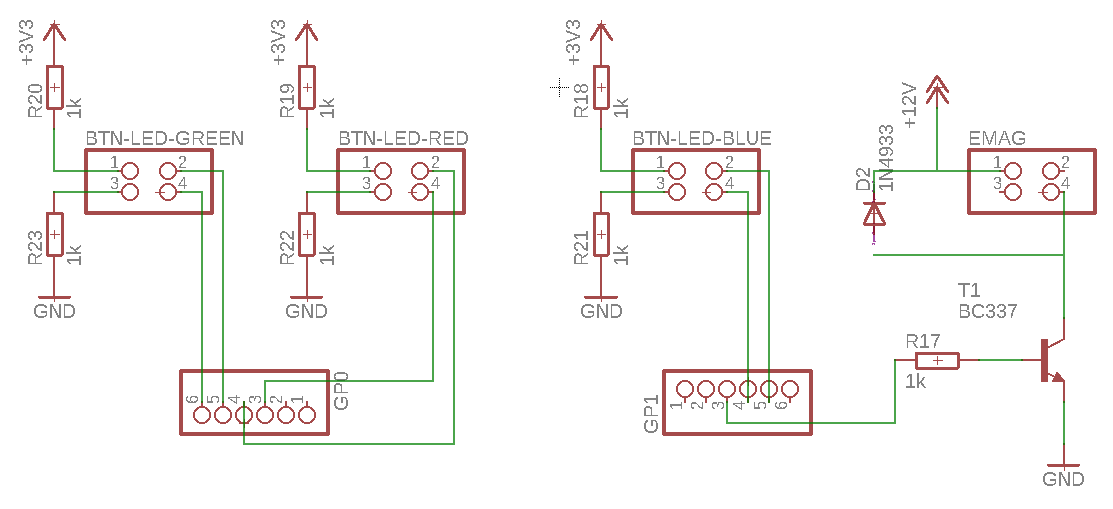 +3V3
R20
1k
BTN-LED-GREEN
1
2
3
4
R23
1k
GND
+3V3
R19
1k
BTN-LED-RED
1
2
3
4
R22
1k
GND
+3V3
R18
1k
BTN-LED-BLUE
1
2
3
4
R21
1k
GND
+12V
D2
1N4933
EMAG
1
2
3
4
T1
BC337
R17
1k
GND
GP0
6
5
4
3
2
1
GP1
1
2
3
4
5
6